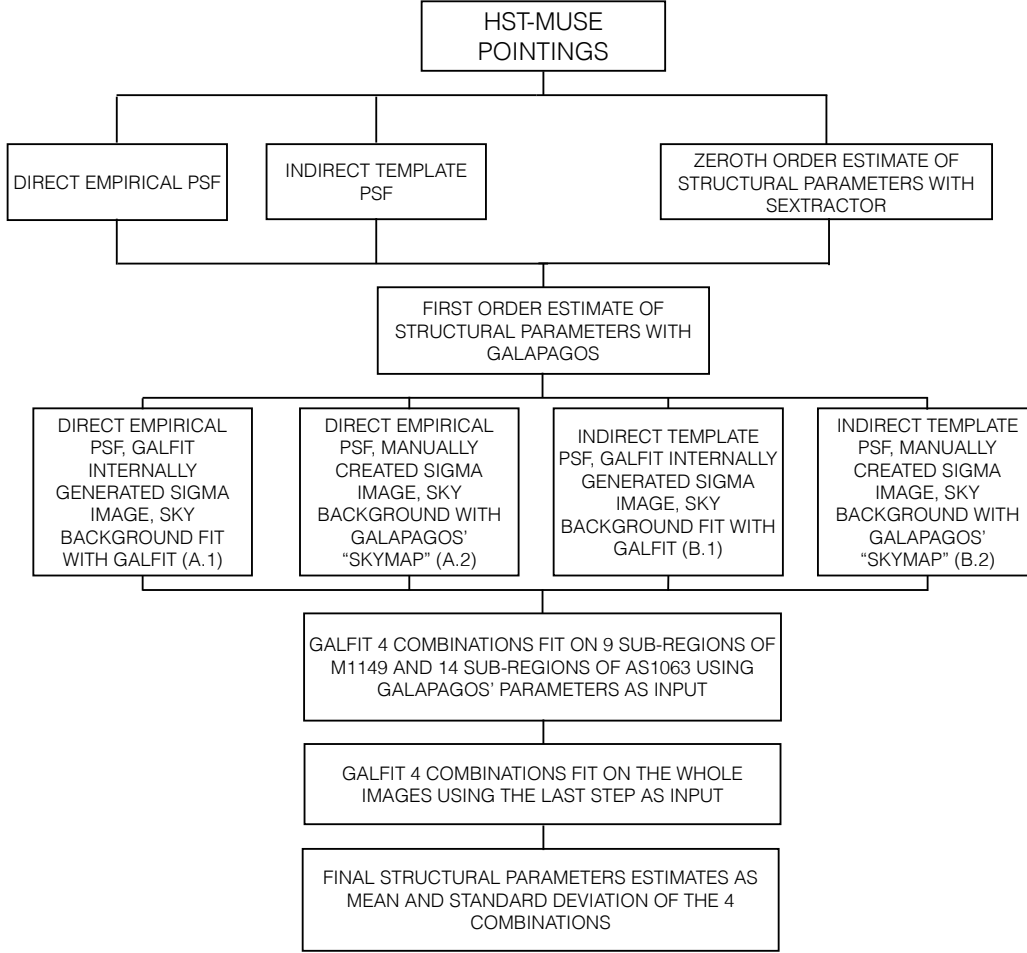 HST-MUSE
POINTINGS
DIRECT EMPIRICAL PSF
INDIRECT TEMPLATE
PSF
ZEROTH ORDER ESTIMATE OF
STRUCTURAL PARAMETERS WITH
SEXTRACTOR
FIRST ORDER ESTIMATE OF
STRUCTURAL PARAMETERS WITH
GALAPAGOS
DIRECT EMPIRICAL
PSF, GALFIT
INTERNALLY
GENERATED SIGMA
IMAGE, SKY
BACKGROUND FIT
WITH GALFIT (A.1)
DIRECT EMPIRICAL
PSF, MANUALLY
CREATED SIGMA
IMAGE, SKY
BACKGROUND WITH
GALAPAGOS’
“SKYMAP” (A.2)
INDIRECT TEMPLATE
PSF, GALFIT INTERNALLY
GENERATED SIGMA
IMAGE, SKY
BACKGROUND FIT WITH
GALFIT (B.1)
INDIRECT TEMPLATE
PSF, MANUALLY
CREATED SIGMA
IMAGE, SKY
BACKGROUND WITH
GALAPAGOS’
“SKYMAP” (B.2)
GALFIT 4 COMBINATIONS FIT ON 9 SUB-REGIONS OF
M1149 AND 14 SUB-REGIONS OF AS1063 USING
GALAPAGOS’ PARAMETERS AS INPUT
GALFIT 4 COMBINATIONS FIT ON THE WHOLE
IMAGES USING THE LAST STEP AS INPUT
FINAL STRUCTURAL PARAMETERS ESTIMATES AS
MEAN AND STANDARD DEVIATION OF THE 4
COMBINATIONS